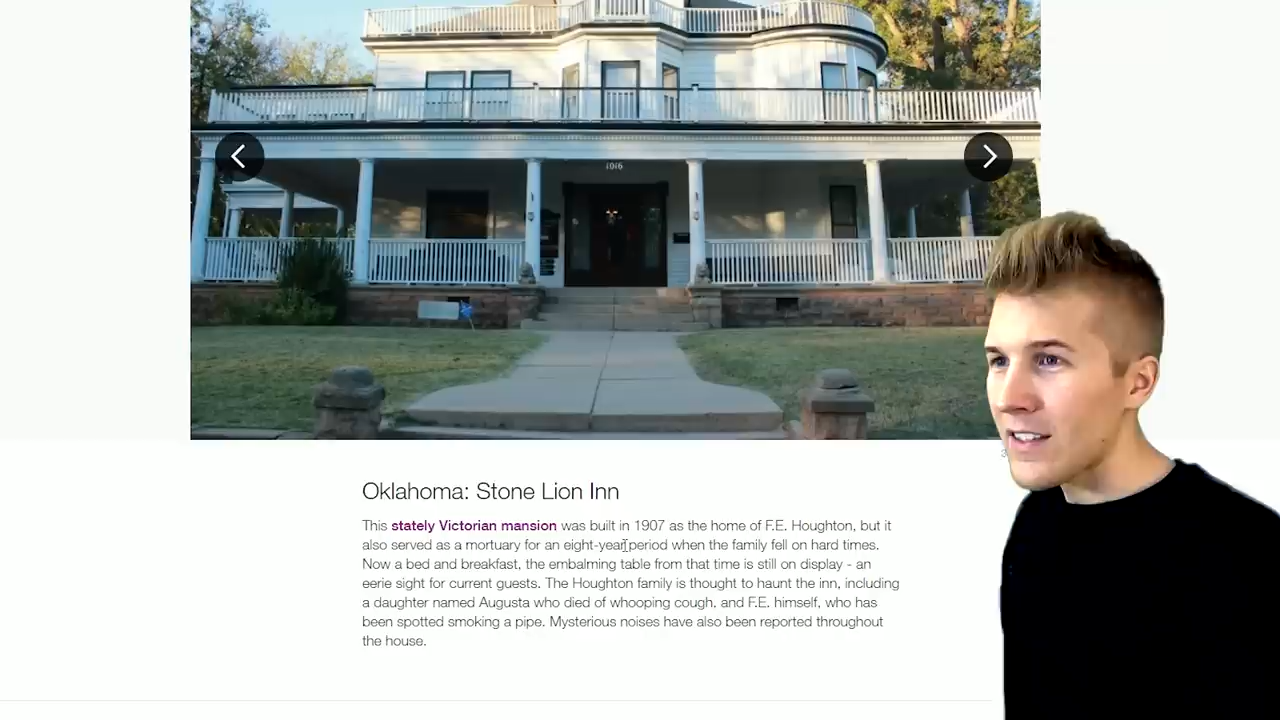 1016
Oklahoma: Stone Lion Inn
This stately Victorian mansion was built in 1907 as the home of F.E. Houghton, but it
also served as a mortuary for an eight-year period when the family fell on hard times.
Now a bed and breakfast, the embalming table from that time is still on display - an
eerie sight for current guests. The Houghton family is thought to haunt the inn, including
a daughter named Augusta who died of whooping cough, and F.E. himself, who has
been spotted smoking a pipe. Mysterious noises have also been reported throughout
the house.